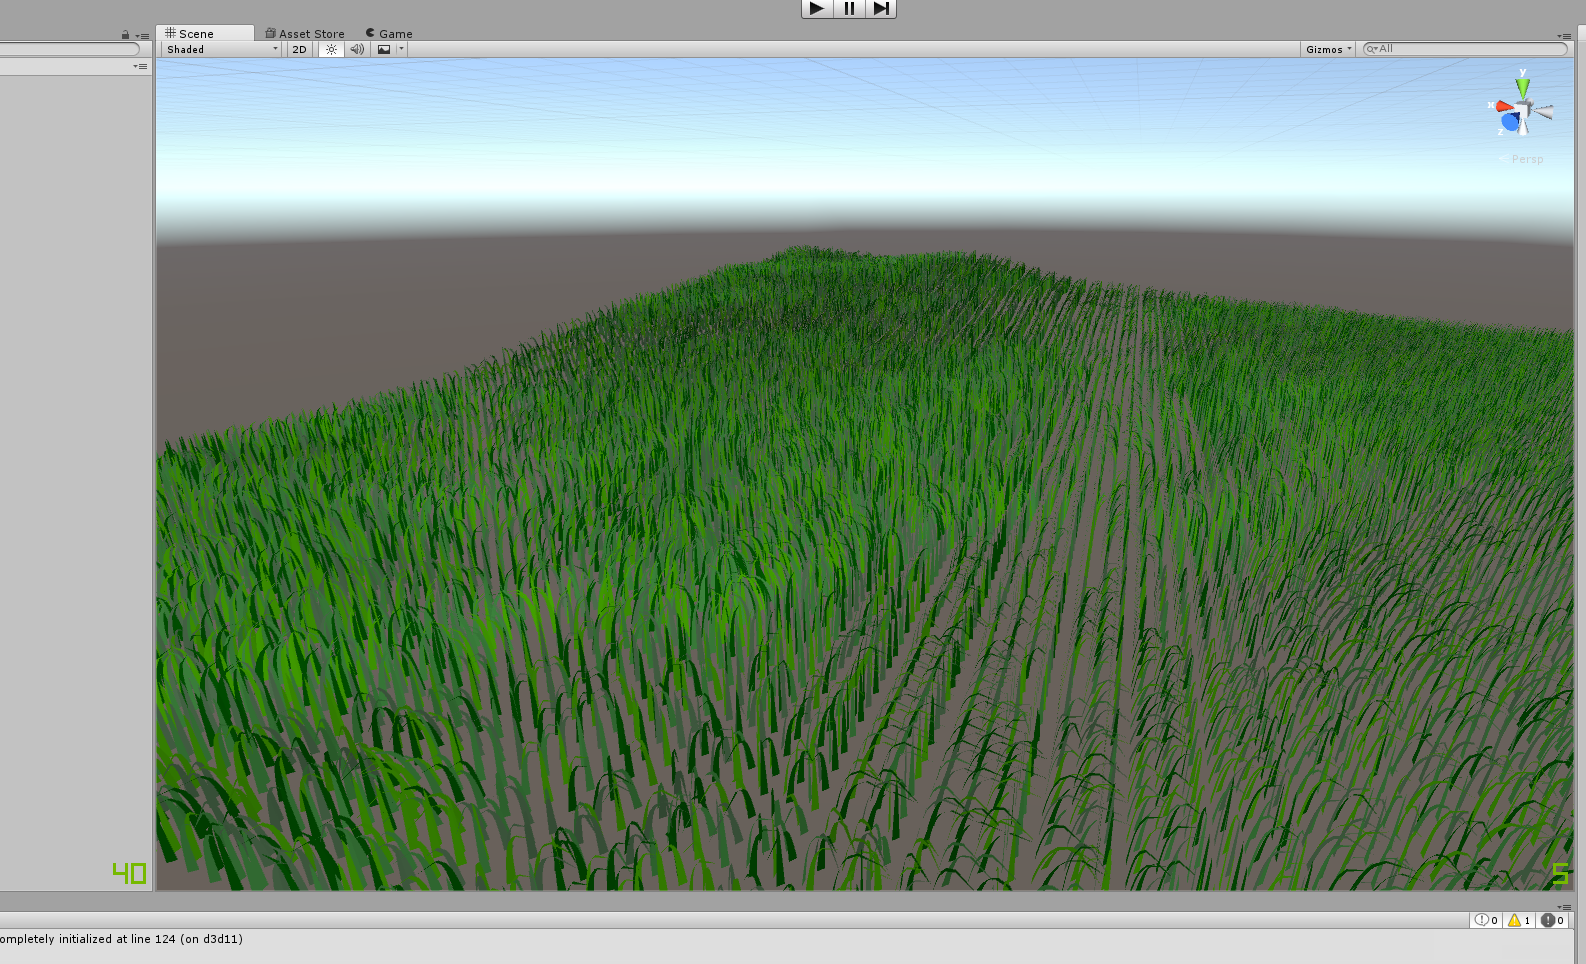 Scene
Asset Store
Game
Shaded
2D
Gizmos
All
y
x
z
Persp
40
5
0
1
0
ompletely initialized at line 124 (on d3d11)